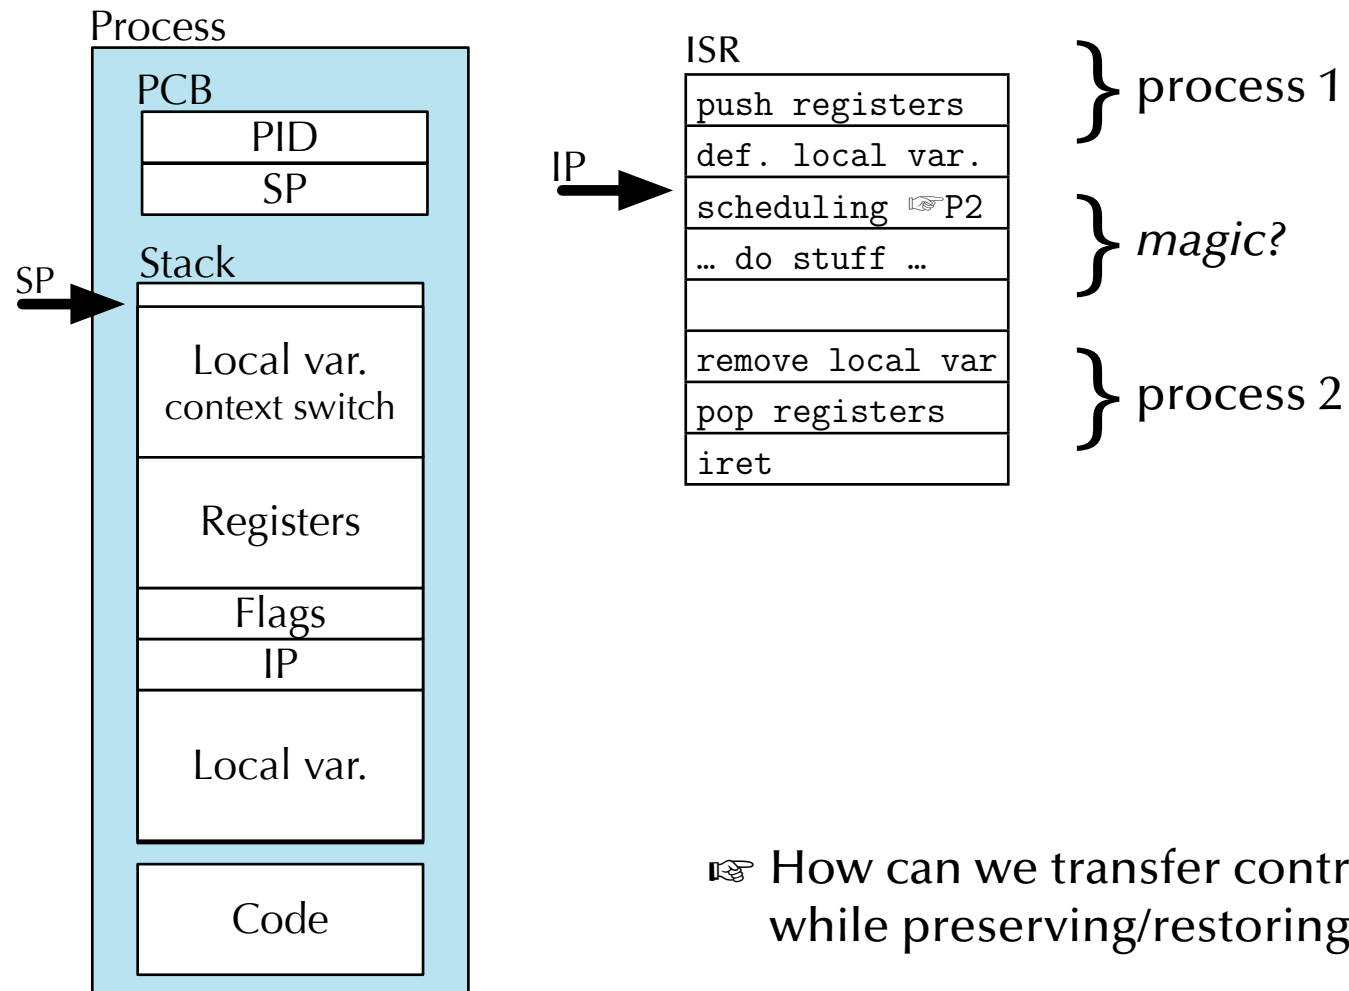 Process
PCB
PID
SP
SP
Stack
Local var.
context switch
Registers
Flags
IP
Local var.
Code
ISR
push registers
def. local var.
IP
scheduling ☞P2
… do stuff …
remove local var
pop registers
iret
} process 1
} magic?
} process 2
☞ How can we transfer contr
while preserving/restoring